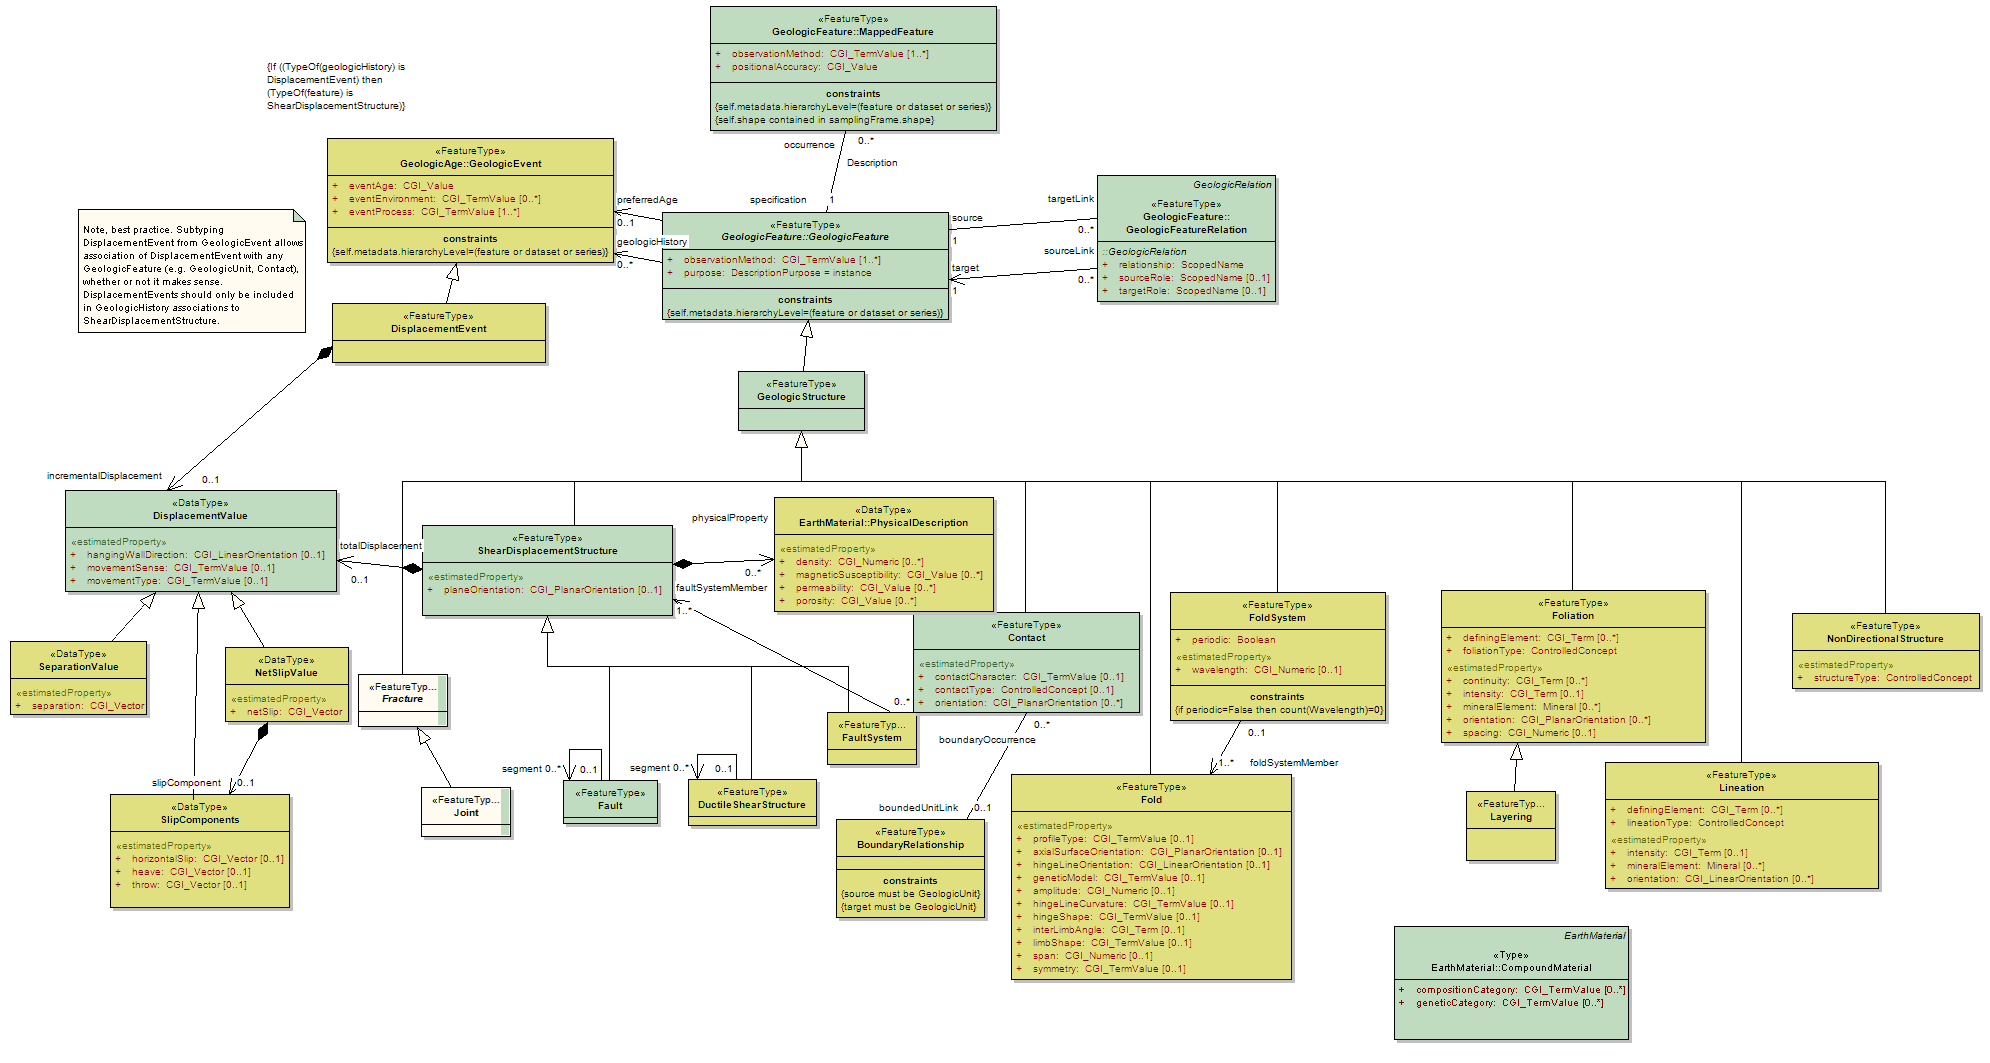 «FeatureType»
GeologicFeature::MappedFeature
+ observationMethod: CGI_TermValue [1..*]
+ positionalAccuracy: CGI_Value
constraints
{self.metadata.hierarchyLevel=(feature or dataset or series)}
{self.shape contained in samplingFrame.shape}
{If ((TypeOf(geologicHistory) is
DisplacementEvent) then
(TypeOf(feature) is
ShearDisplacementStructure)}
occurrence
0..*
Description
specification
1
«FeatureType»
GeologicAge::GeologicEvent
+ eventAge: CGI_Value
+ eventEnvironment: CGI_TermValue [0..*]
+ eventProcess: CGI_TermValue [1..*]
constraints
{self.metadata.hierarchyLevel=(feature or dataset or series)}
preferredAge
0..1
geologicHistory
0..*
«FeatureType»
GeologicFeature::GeologicFeature
+ observationMethod: CGI_TermValue [1..*]
+ purpose: DescriptionPurpose = instance
constraints
{self.metadata.hierarchyLevel=(feature or dataset or series)}
source
1
targetLink
0..*
target
1
sourceLink
0..*
GeologicRelation
«FeatureType»
GeologicFeature::
GeologicFeatureRelation
::GeologicRelation
+ relationship: ScopedName
+ sourceRole: ScopedName [0..1]
+ targetRole: ScopedName [0..1]
Note, best practice. Subtyping
DisplacementEvent from GeologicEvent allows
association of DisplacementEvent with any
GeologicFeature (e.g. GeologicUnit, Contact),
whether or not it makes sense.
DisplacementEvents should only be included
in GeologicHistory associations to
ShearDisplacementStructure.
«FeatureType»
DisplacementEvent
«FeatureType»
GeologicStructure
incrementalDisplacement
0..1
«DataType»
DisplacementValue
«estimatedProperty»
+ hangingWallDirection: CGI_LinearOrientation [0..1]
+ movementSense: CGI_TermValue [0..1]
+ movementType: CGI_TermValue [0..1]
totalDisplacement
0..1
«FeatureType»
ShearDisplacementStructure
«estimatedProperty»
+ planeOrientation: CGI_PlanarOrientation [0..1]
physicalProperty
0..*
faultSystemMember
1..*
«DataType»
EarthMaterial::PhysicalDescription
«estimatedProperty»
+ density: CGI_Numeric [0..*]
+ magneticSusceptibility: CGI_Value [0..*]
+ permeability: CGI_Value [0..*]
+ porosity: CGI_Value [0..*]
«FeatureType»
Contact
«estimatedProperty»
+ contactCharacter: CGI_TermValue [0..1]
+ contactType: ControlledConcept [0..1]
+ orientation: CGI_PlanarOrientation [0..*]
«FeatureType»
FoldSystem
+ periodic: Boolean
«estimatedProperty»
+ wavelength: CGI_Numeric [0..1]
constraints
{if periodic=False then count(Wavelength)=0}
«FeatureType»
Foliation
+ definingElement: CGI_Term [0..*]
+ foliationType: ControlledConcept
«estimatedProperty»
+ continuity: CGI_Term [0..*]
+ intensity: CGI_Term [0..1]
+ mineralElement: Mineral [0..*]
+ orientation: CGI_PlanarOrientation [0..*]
+ spacing: CGI_Numeric [0..1]
«FeatureType»
NonDirectionalStructure
«estimatedProperty»
+ structureType: ControlledConcept
«DataType»
SeparationValue
«estimatedProperty»
+ separation: CGI_Vector
«DataType»
NetSlipValue
«estimatedProperty»
+ netSlip: CGI_Vector
«FeatureTyp...
Fracture
0..*
«FeatureTyp...
FaultSystem
0..*
boundaryOccurrence
0..1
1..*
foldSystemMember
segment 0..*
0..1
segment 0..*
0..1
slipComponent
0..1
«DataType»
SlipComponents
«estimatedProperty»
+ horizontalSlip: CGI_Vector [0..1]
+ heave: CGI_Vector [0..1]
+ throw: CGI_Vector [0..1]
«FeatureTyp...
Joint
«FeatureType»
Fault
«FeatureType»
DuctileShearStructure
boundedUnitLink
0..1
«FeatureType»
BoundaryRelationship
constraints
{source must be GeologicUnit}
{target must be GeologicUnit}
«FeatureType»
Fold
«estimatedProperty»
+ profileType: CGI_TermValue [0..1]
+ axialSurfaceOrientation: CGI_PlanarOrientation [0..1]
+ hingeLineOrientation: CGI_LinearOrientation [0..1]
+ geneticModel: CGI_TermValue [0..1]
+ amplitude: CGI_Numeric [0..1]
+ hingeLineCurvature: CGI_TermValue [0..1]
+ hingeShape: CGI_TermValue [0..1]
+ interLimbAngle: CGI_Term [0..1]
+ limbShape: CGI_TermValue [0..1]
+ span: CGI_Numeric [0..1]
+ symmetry: CGI_TermValue [0..1]
«FeatureTyp...
Layering
«FeatureType»
Lineation
+ definingElement: CGI_Term [0..*]
+ lineationType: ControlledConcept
«estimatedProperty»
+ intensity: CGI_Term [0..1]
+ mineralElement: Mineral [0..*]
+ orientation: CGI_LinearOrientation [0..*]
EarthMaterial
«Type»
EarthMaterial::CompoundMaterial
+ compositionCategory: CGI_TermValue [0..*]
+ geneticCategory: CGI_TermValue [0..*]